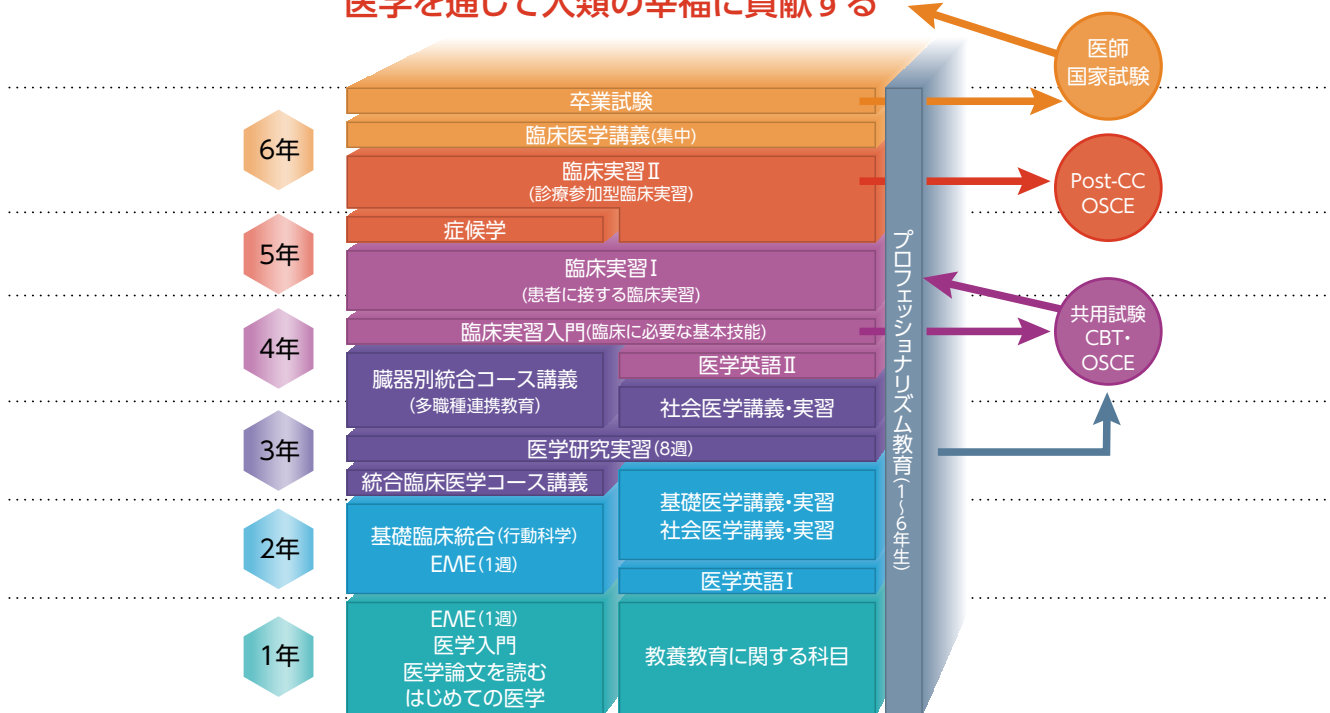 医学を通じて人類の幸福に貢献する
医師
国家試験
卒業試験
6年
臨床医学講義(集中)
臨床実習Ⅱ
(診療参加型臨床実習)
Post-CC
OSCE
症候学
5年
臨床実習Ⅰ
(患者に接する臨床実習)
共用試験
CBT・
OSCE
臨床実習入門(臨床に必要な基本技能)
4年
医学英語Ⅱ
臓器別統合コース講義
(多職種連携教育)
社会医学講義・実習
3年
医学研究実習(8週)
統合臨床医学コース講義
基礎医学講義・実習
社会医学講義・実習
2年
基礎臨床統合(行動科学)
EME(1週)
医学英語Ⅰ
1年
EME(1週)
医学入門
医学論文を読む
はじめての医学
教養教育に関する科目
プロフェッショナリズム教育(1〜6年生)